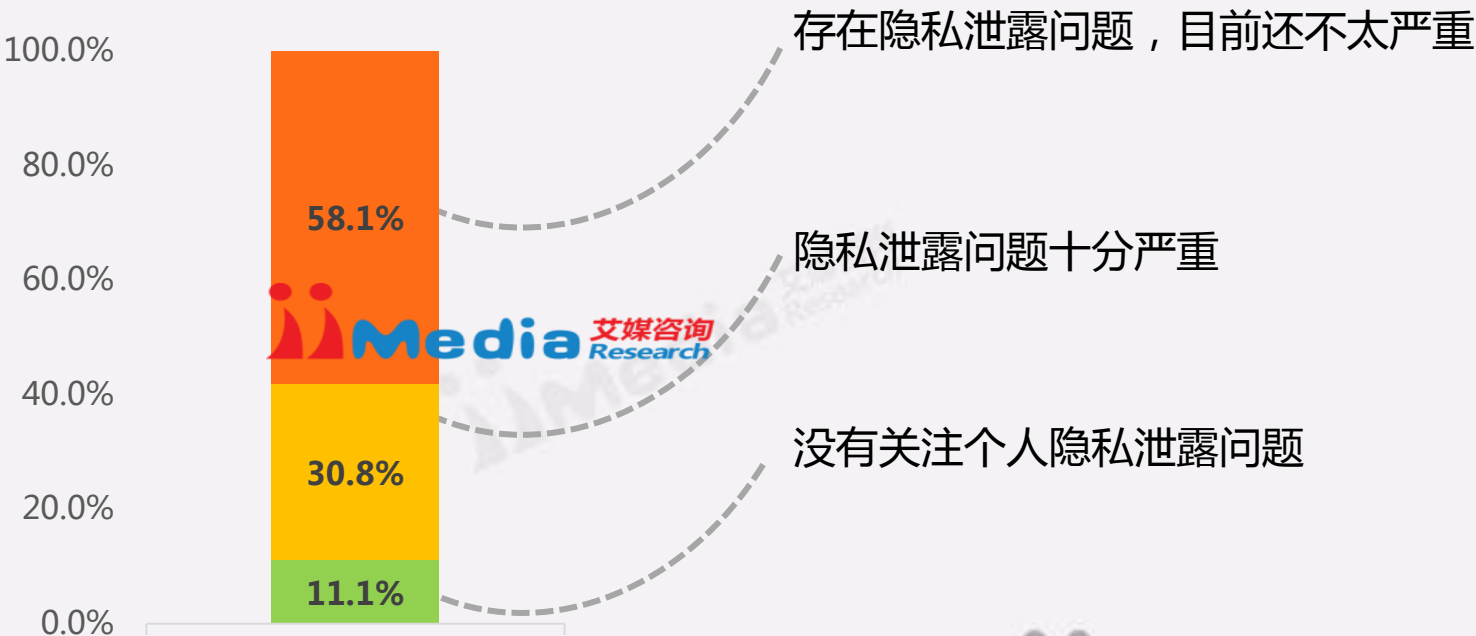 存在隐私泄露问题，目前还不太严重
100.0%
80.0%
58.1%
隐私泄露问题十分严重
60.0%
iiMedia 艾媒咨询
Research
40.0%
没有关注个人隐私泄露问题
30.8%
20.0%
11.1%
0.0%